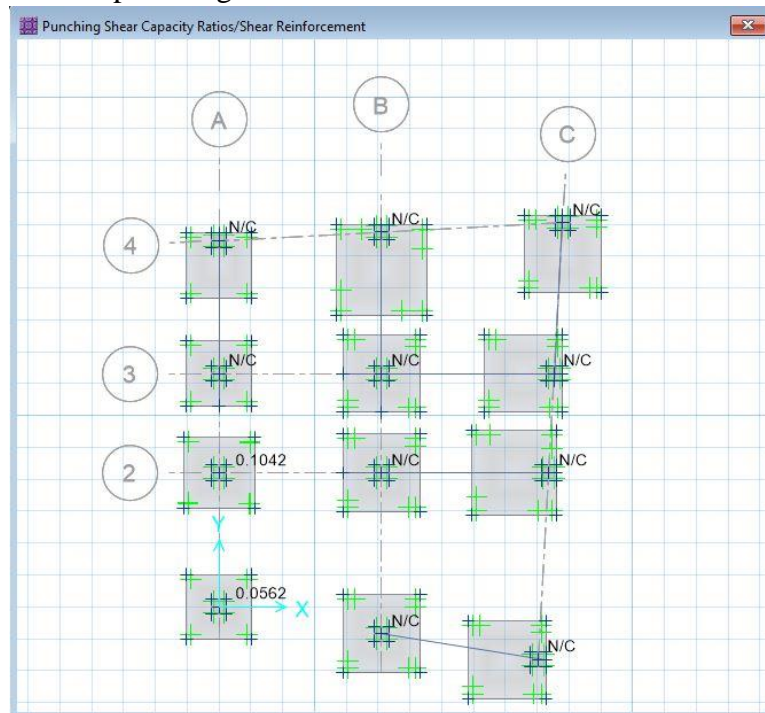 Punching Shear Capacity Ratios/Shear Reinforcement
A
B
C
N/C
N/C
N/C
4
N/C
N/C
N/C
3
0.1042
N/C
N/C
2
Y
0.0562
X
N/C
N/C